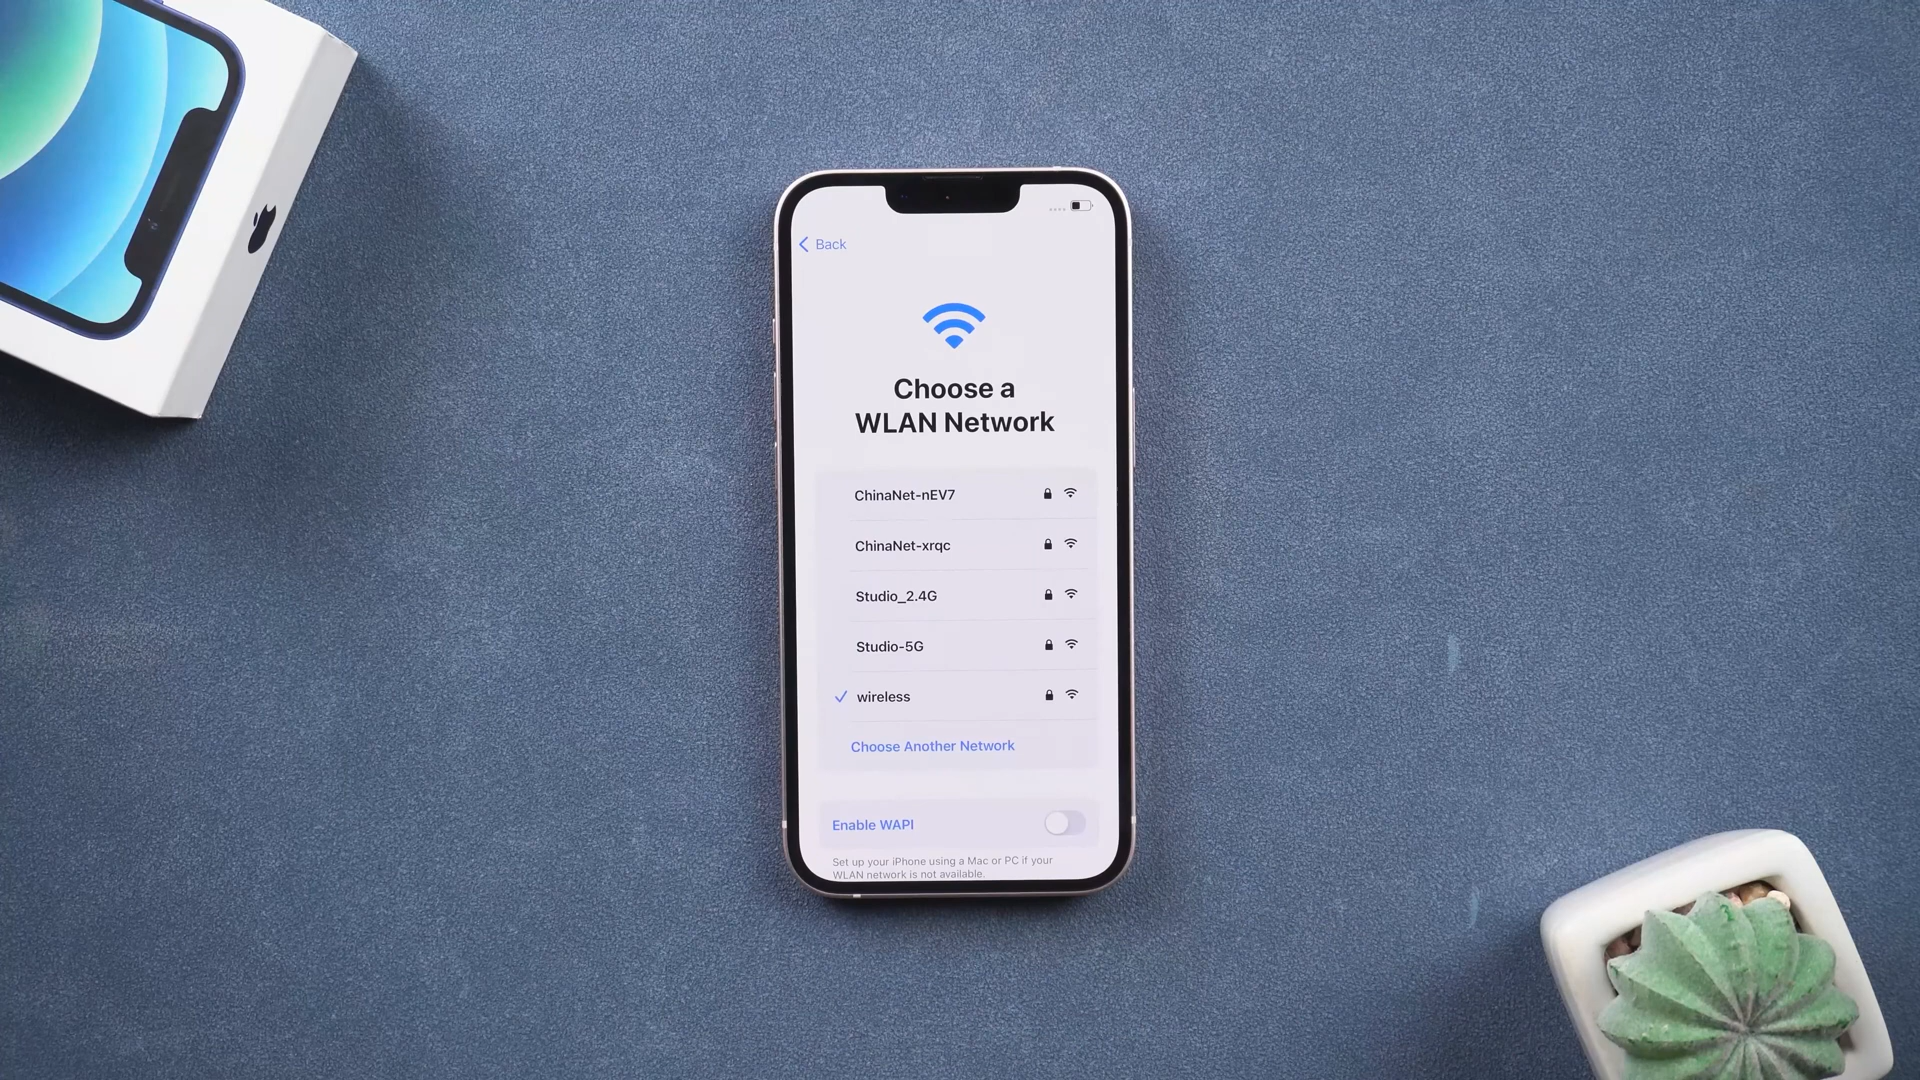 Back
Choose a
WLAN Network
ChinaNet-nEV7
ChinaNet-xrqc
Studio_2.4G
Studio-5G
wireless
Choose Another Network
Enable WAPI
Set up your iPhone using a Mac or PC if your
WLAN network is not available.